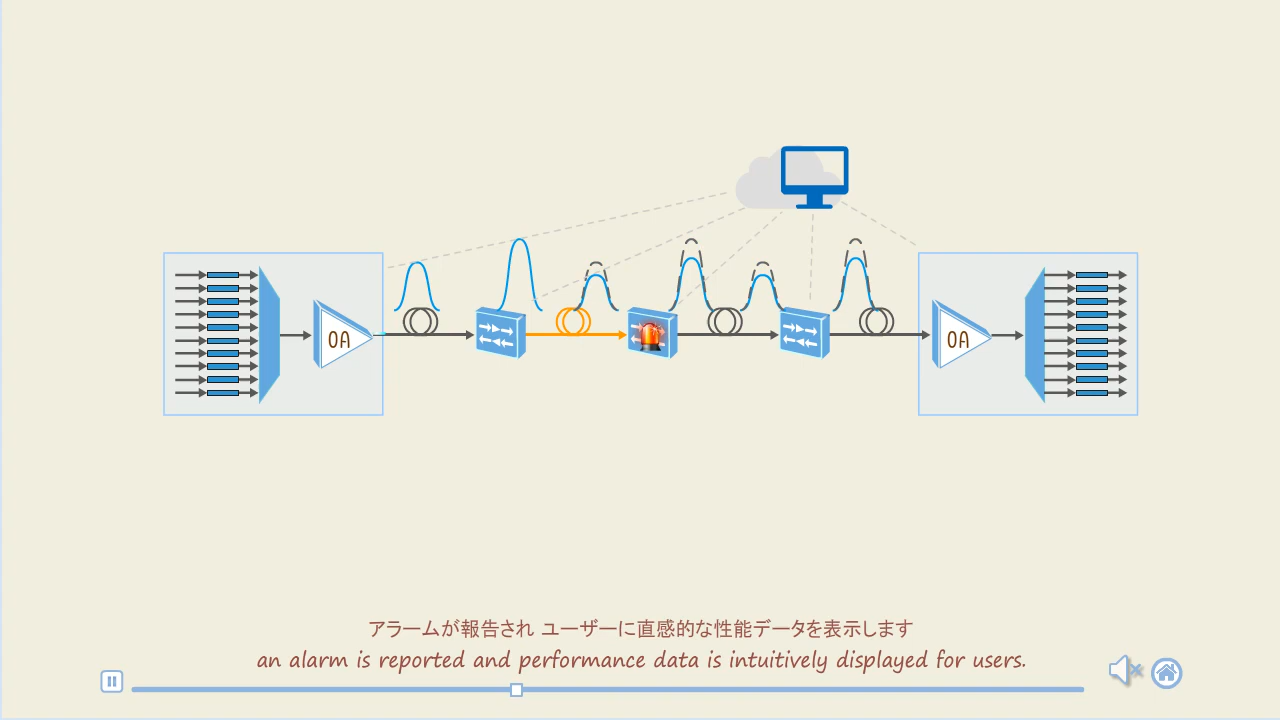 OA
OA
アラームが報告され ユーザーに直感的な性能データを表示します
an alarm is reported and performance data is intuitively displayed for users.